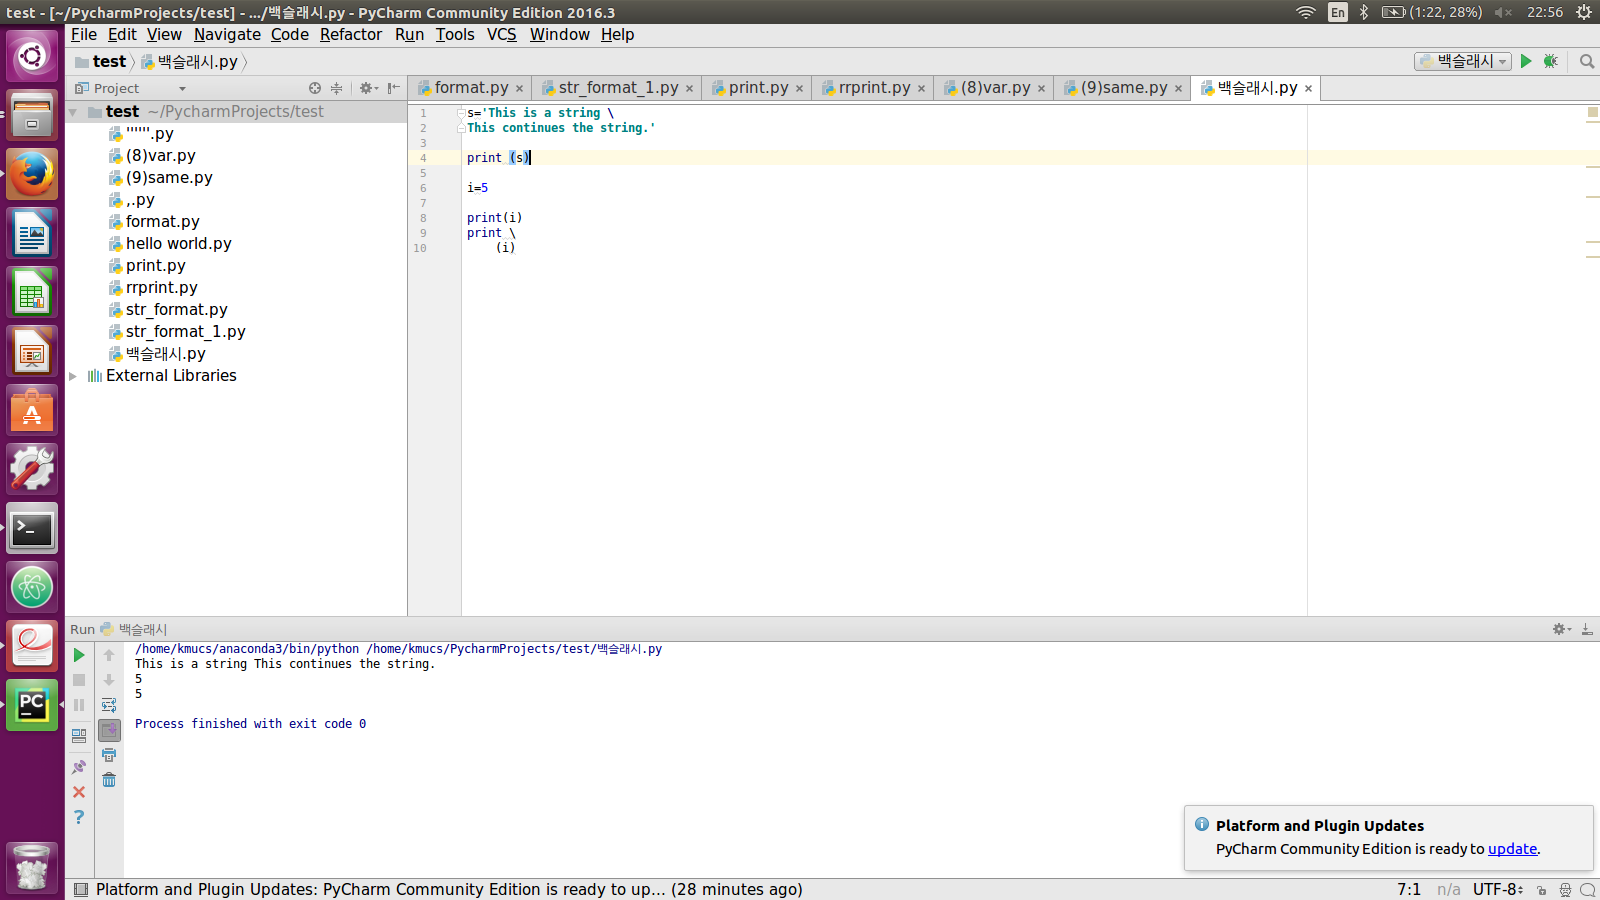 test - [~/PycharmProjects/test] - .../백슬래시.py - PyCharm Community Edition 2016.3
En (1:22, 28%) 22:56
File Edit View Navigate Code Refactor Run Tools VCS Window Help
test 백슬래시.py 백슬래시
Project
format.py × str_format_1.py × print.py × rrprint.py × (8)var.py × (9)same.py × 백슬래시.py ×
test ~/PycharmProjects/test
''''''.py
(8)var.py
(9)same.py
,.py
format.py
hello world.py
print.py
rrprint.py
str_format.py
str_format_1.py
백슬래시.py
External Libraries
1 s='This is a string \
2 This continues the string.'
3
4 print (s)
5
6 i=5
7
8 print(i)
9 print \
10     (i)
Run 백슬래시
/home/kmucs/anaconda3/bin/python /home/kmucs/PycharmProjects/test/백슬래시.py
This is a string This continues the string.
5
5
Process finished with exit code 0
Platform and Plugin Updates
PyCharm Community Edition is ready to update.
Platform and Plugin Updates: PyCharm Community Edition is ready to up... (28 minutes ago)
7:1 n/a UTF-8